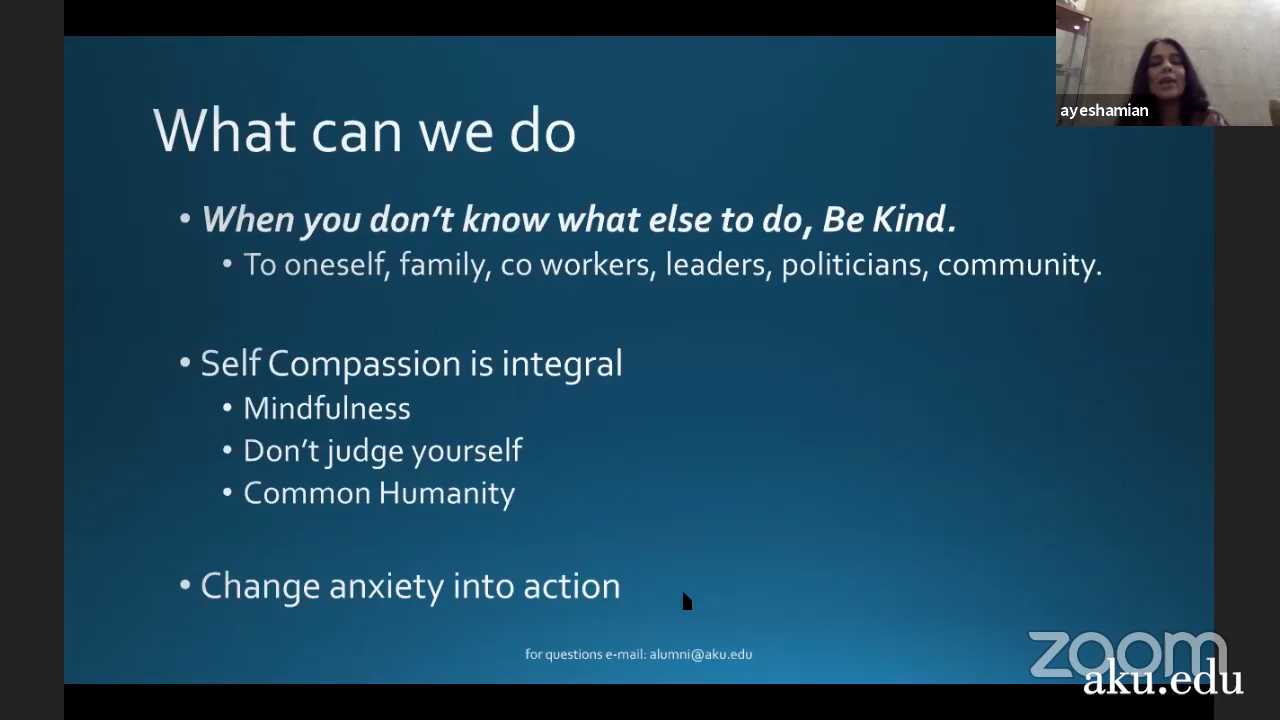 ayeshamian
What can we do
• When you don't know what else to do, Be Kind.
• To oneself, family, co workers, leaders, politicians, community.
• Self Compassion is integral
• Mindfulness
• Don't judge yourself
• Common Humanity
• Change anxiety into action
for questions e-mail: alumni@aku.edu
zoom
aku.edu